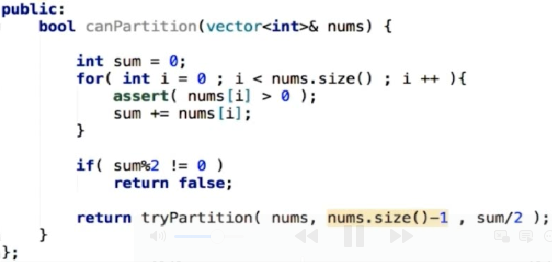 public:
    bool canPartition(vector<int>& nums) {
        int sum = 0;
        for( int i = 0 ; i < nums.size() ; i ++ ){
            assert( nums[i] > 0 );
            sum += nums[i];
        }
        if( sum%2 != 0 )
            return false;
        return tryPartition( nums, nums.size()-1 , sum/2 );
    }
};